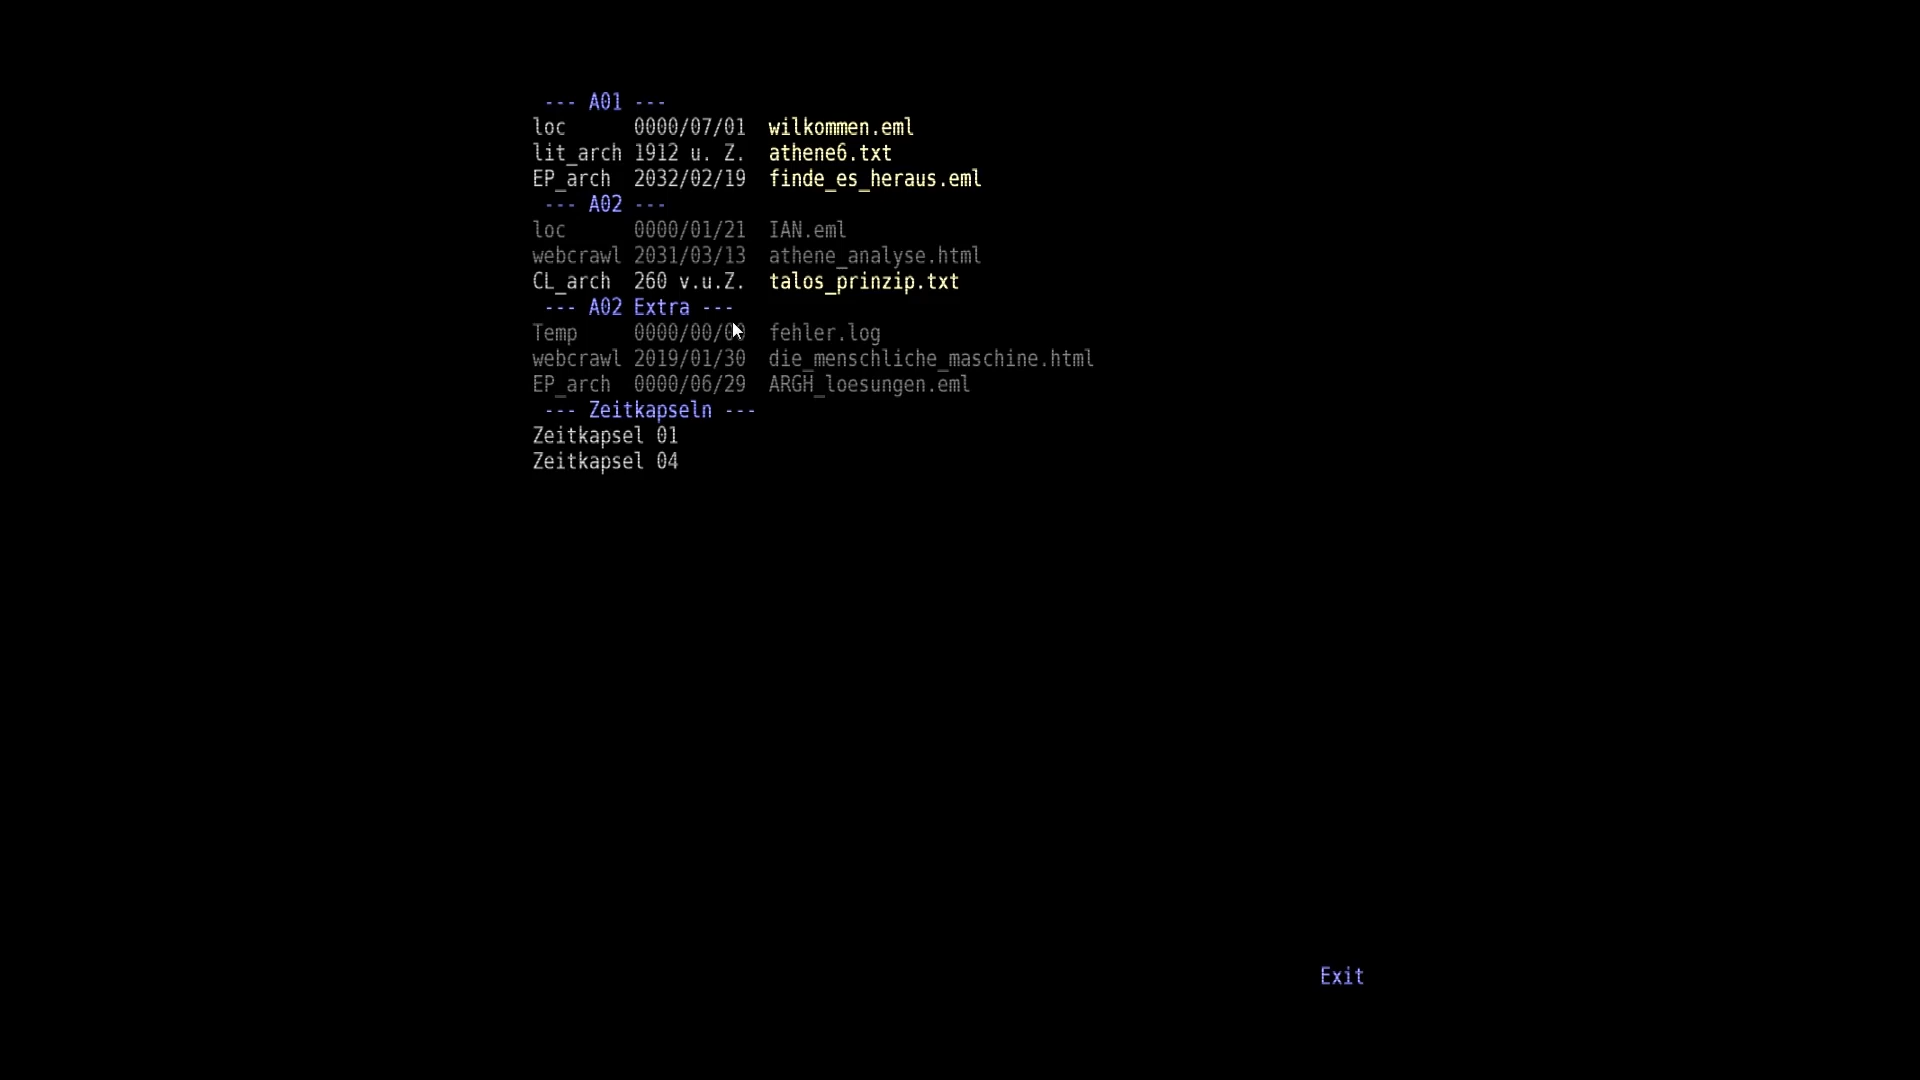 --- A01 ---
loc 0000/07/01 wilkommen.eml
lit_arch 1912 u. Z. athene6.txt
EP_arch 2032/02/19 finde_es_heraus.eml
--- A02 ---
loc 0000/01/21 IAN.eml
webcrawl 2031/03/13 athene_analyse.html
CL_arch 260 v.u.Z. talos_prinzip.txt
--- A02 Extra ---
Temp 0000/00/00 fehler.log
webcrawl 2019/01/30 die_menschliche_maschine.html
EP_arch 0000/06/29 ARGH_loesungen.eml
--- Zeitkapseln ---
Zeitkapsel 01
Zeitkapsel 04
Exit